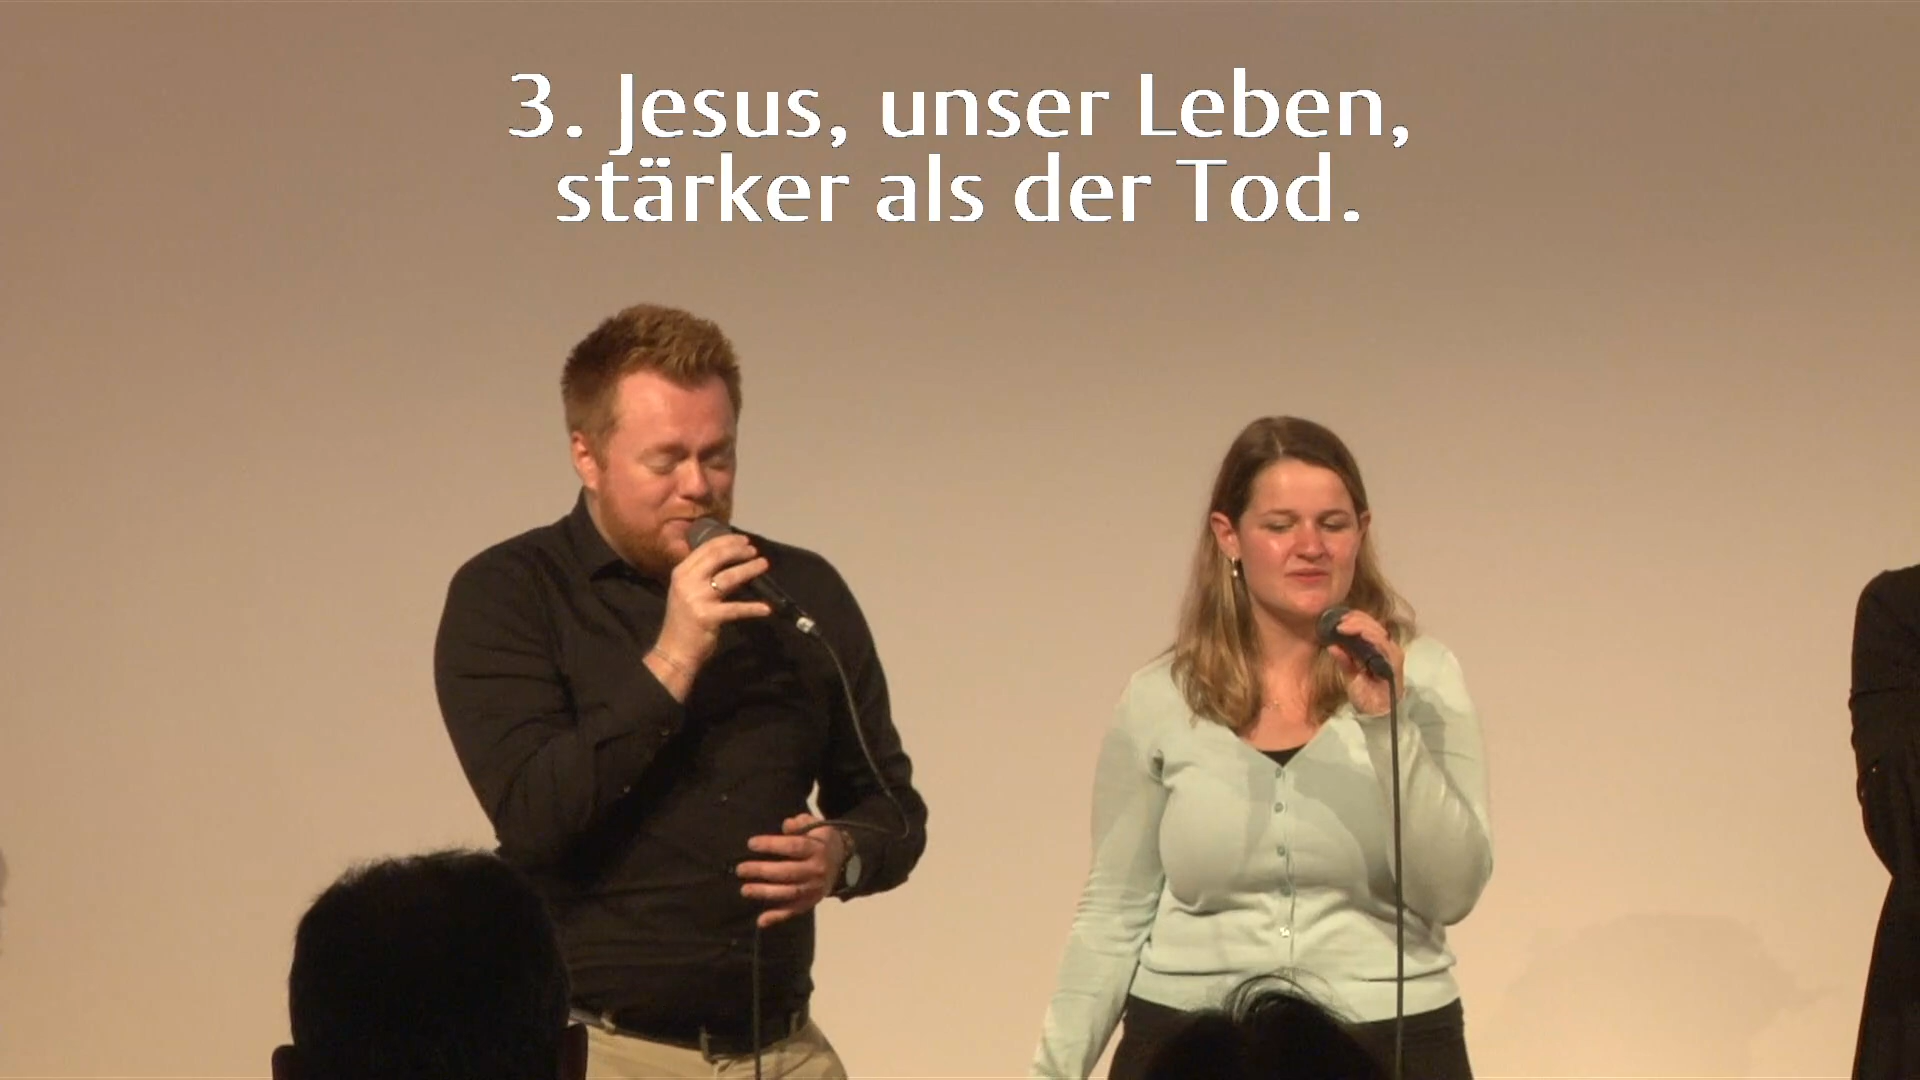 3. Jesus, unser Leben,
stärker als der Tod.